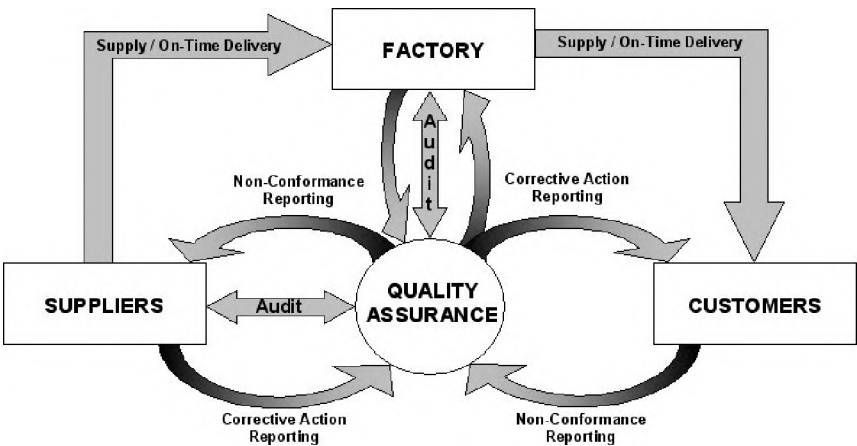 Supply / On-Time Delivery
FACTORY
Supply / On-Time Delivery
Audit
Non-Conformance
Reporting
Corrective Action
Reporting
SUPPLIERS
Audit
QUALITY
ASSURANCE
CUSTOMERS
Corrective Action
Reporting
Non-Conformance
Reporting